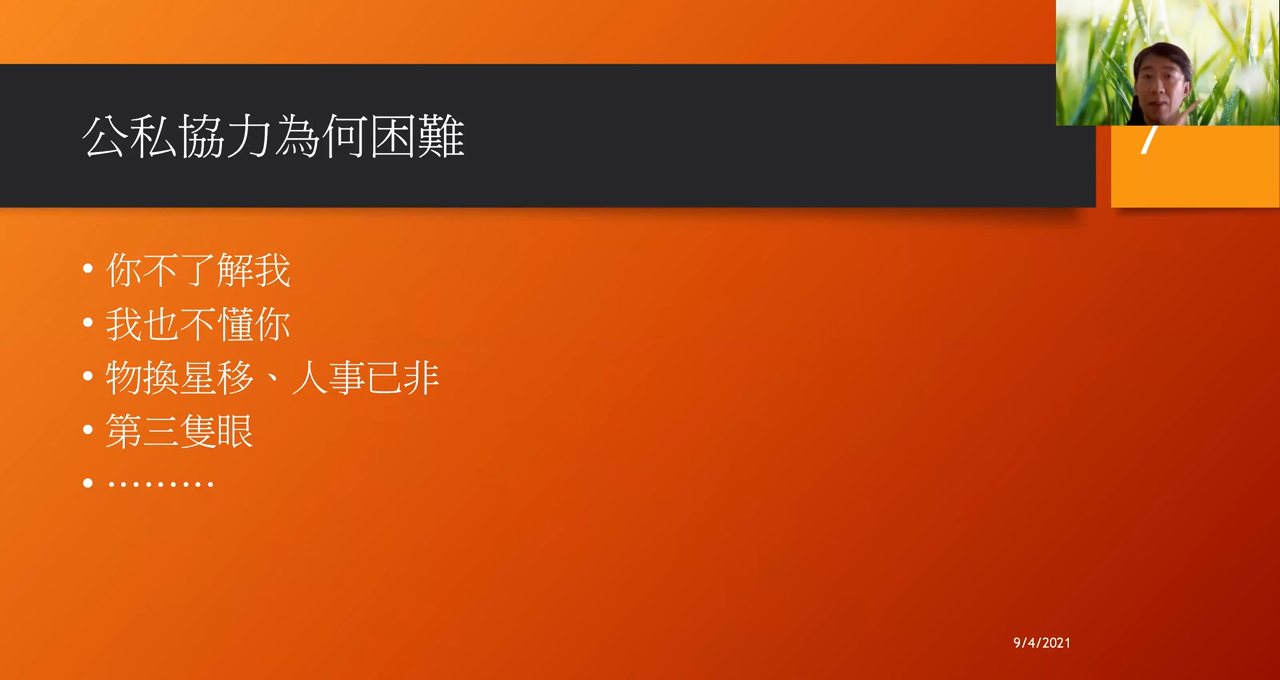 公私協力為何困難
7
• 你不了解我
• 我也不懂你
• 物換星移、人事已非
• 第三隻眼
• ………
9/4/2021